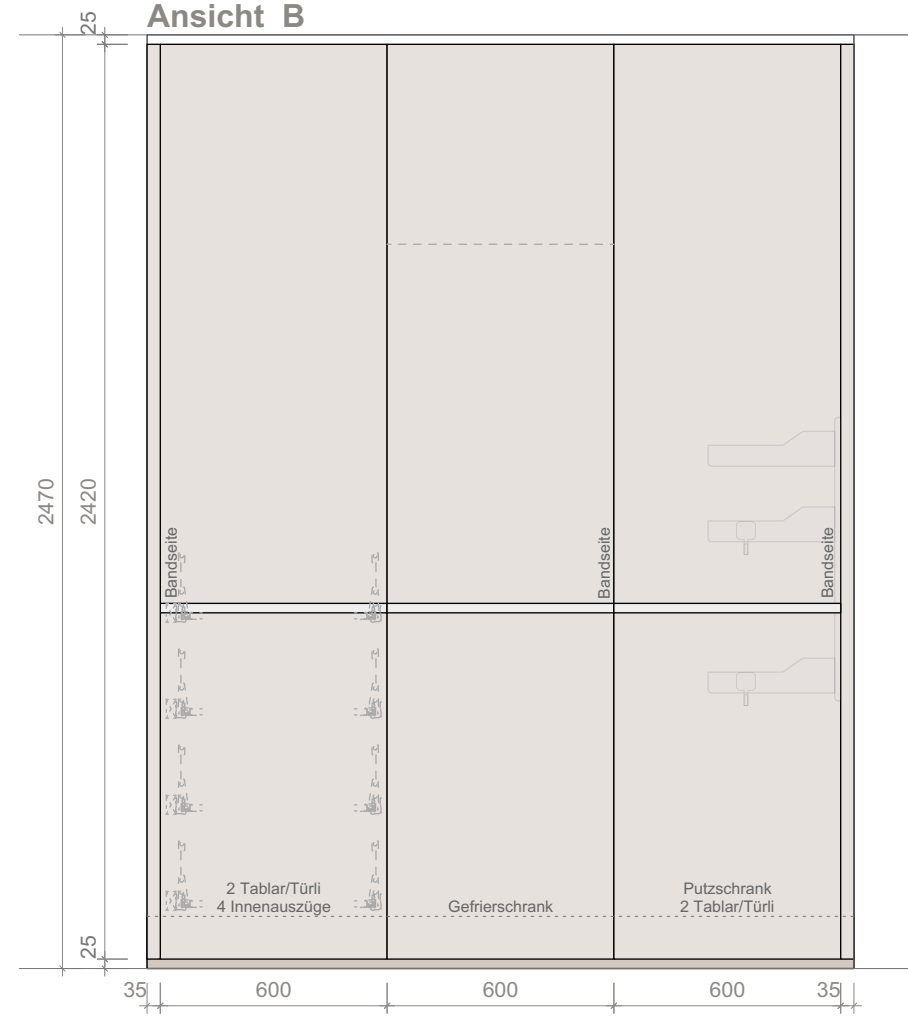 Ansicht B
25
2470
2420
Bandseite
Bandseite
Bandseite
2 Tablar/Türli
4 Innenauszüge
Gefrierschrank
Putzschrank
2 Tablar/Türli
25
35
600
600
600
35